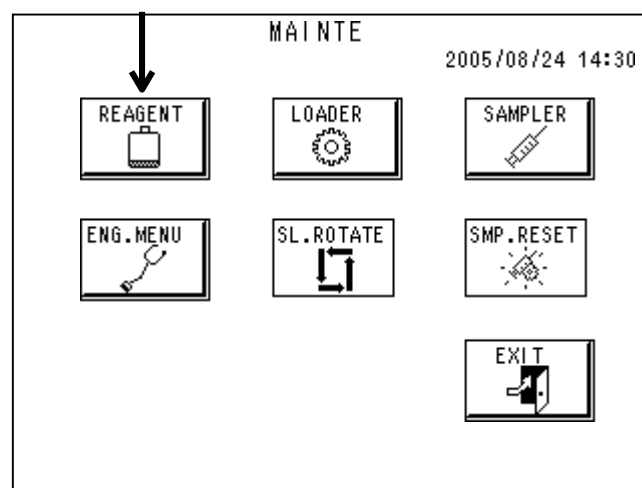 MAINTE
2005/08/24 14:30
REAGENT
LOADER
SAMPLER
ENG.MENU
SL.ROTATE
SMP.RESET
EXIT